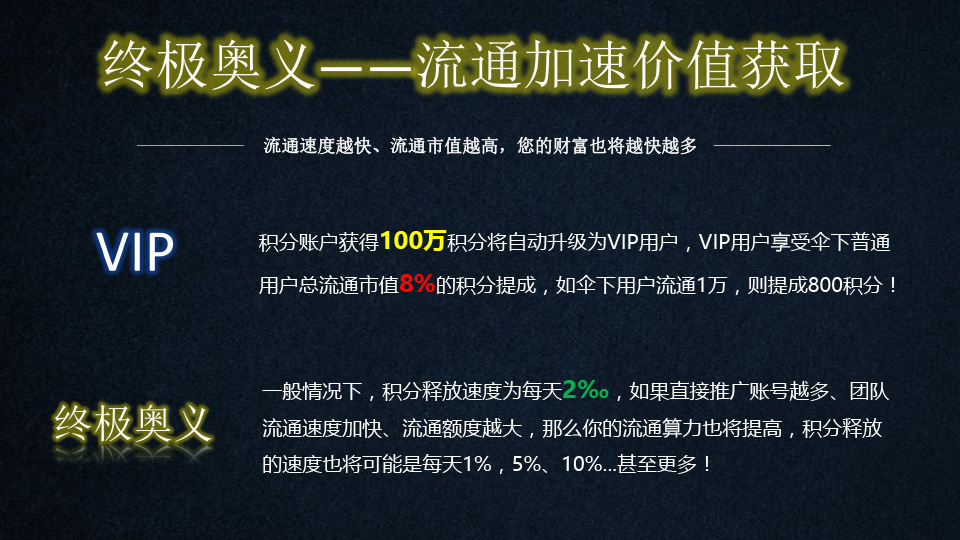 终极奥义——流通加速价值获取
流通速度越快、流通市值越高，您的财富也将越快越多
VIP
积分账户获得100万积分将自动升级为VIP用户，VIP用户享受伞下普通
用户总流通市值8%的积分提成，如伞下用户流通1万，则提成800积分！
终极奥义
一般情况下，积分释放速度为每天2‰，如果直接推广账号越多、团队
流通速度加快、流通额度越大，那么你的流通算力也将提高，积分释放
的速度也将可能是每天1%，5%、10%...甚至更多！